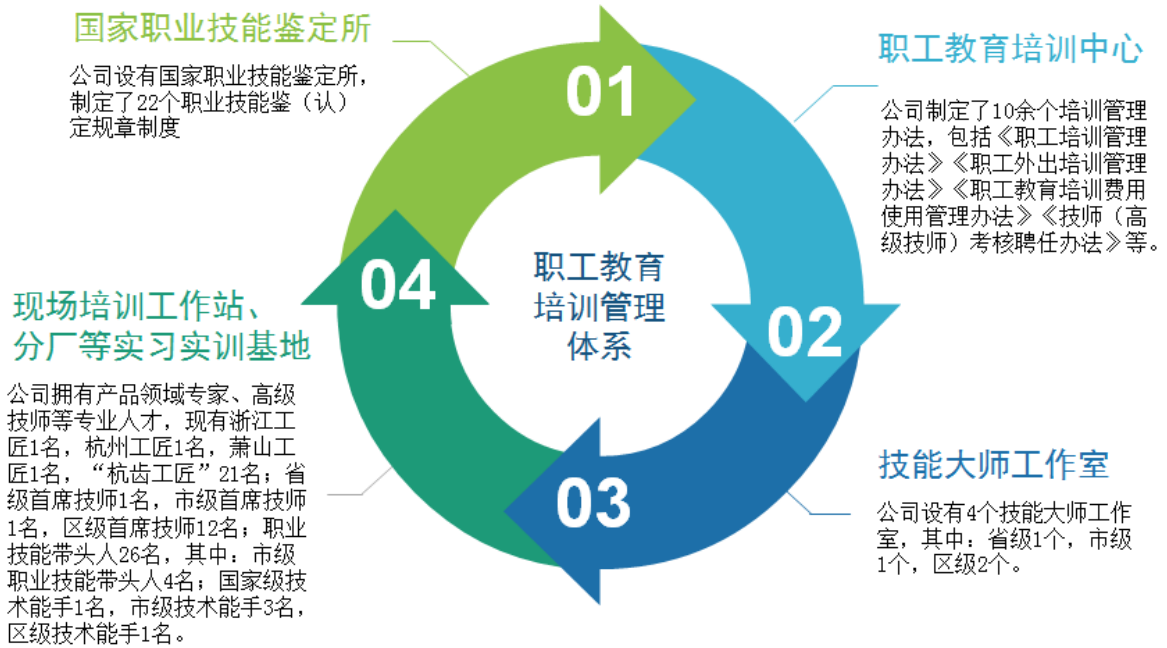 国家职业技能鉴定所
公司设有国家职业技能鉴定所，
制定了22个职业技能鉴（认）
定规章制度
01
职工教育培训中心
公司制定了10余个培训管理
办法，包括《职工培训管理
办法》《职工外出培训管理
办法》《职工教育培训费用
使用管理办法》《技师（高
级技师）考核聘任办法》等。
02
技能大师工作室
公司设有4个技能大师工作
室，其中：省级1个，市级
1个，区级2个。
03
现场培训工作站、
分厂等实习实训基地
公司拥有产品领域专家、高级
技师等专业人才，现有浙江工
匠1名，杭州工匠1名，萧山工
匠1名，“杭齿工匠”21名；省
级首席技师1名，市级首席技师
1名，区级首席技师12名；职业
技能带头人26名，其中：市级
职业技能带头人4名；国家级技
术能手1名，市级技术能手3名，
区级技术能手1名。
04
职工教育
培训管理
体系